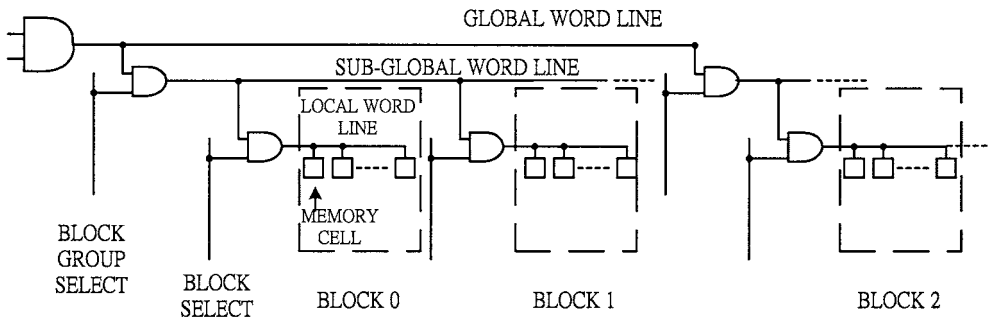 GLOBAL WORD LINE
SUB-GLOBAL WORD LINE
LOCAL WORD
LINE
MEMORY
CELL
BLOCK
GROUP
SELECT
BLOCK
SELECT
BLOCK 0
BLOCK 1
BLOCK 2